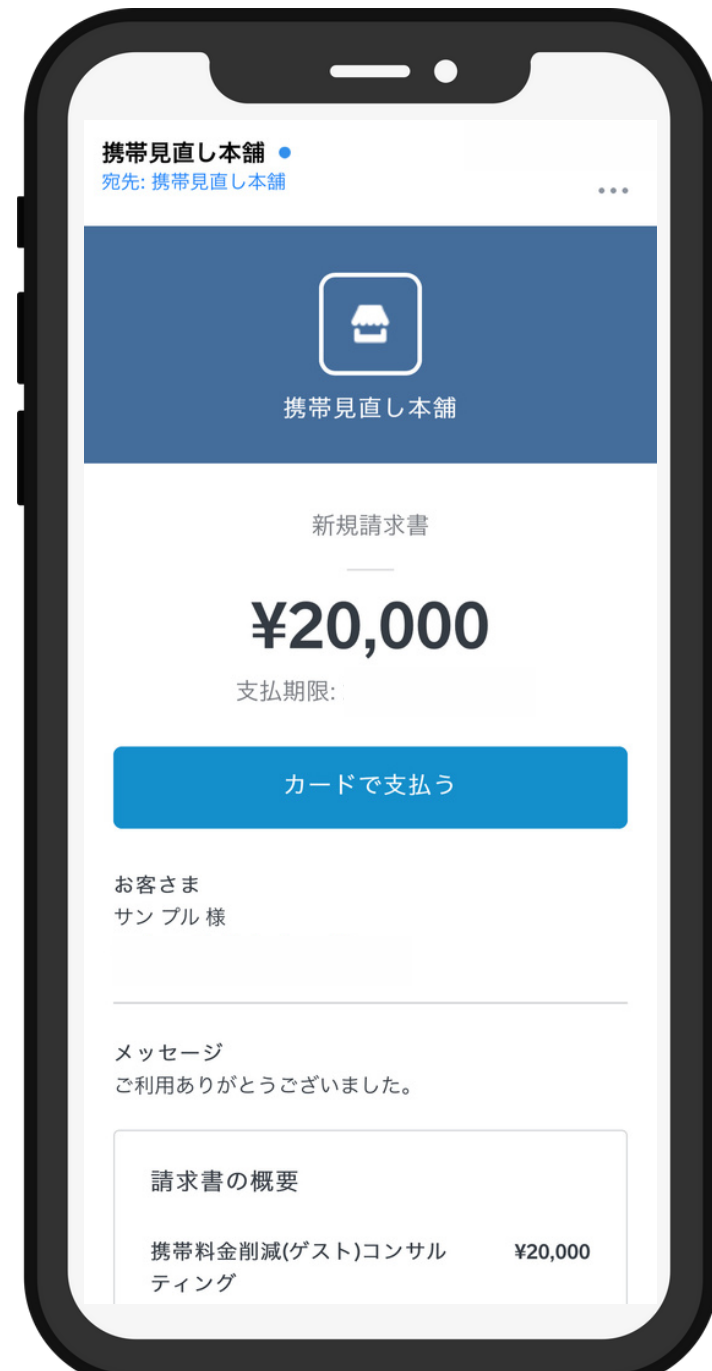 携帯見直し本舗
宛先: 携帯見直し本舗
携帯見直し本舗
新規請求書
¥20,000
支払期限:
カードで支払う
お客さま
サン プル 様
メッセージ
ご利用ありがとうございました。
請求書の概要
携帯料金削減(ゲスト)コンサル ¥20,000
ティング